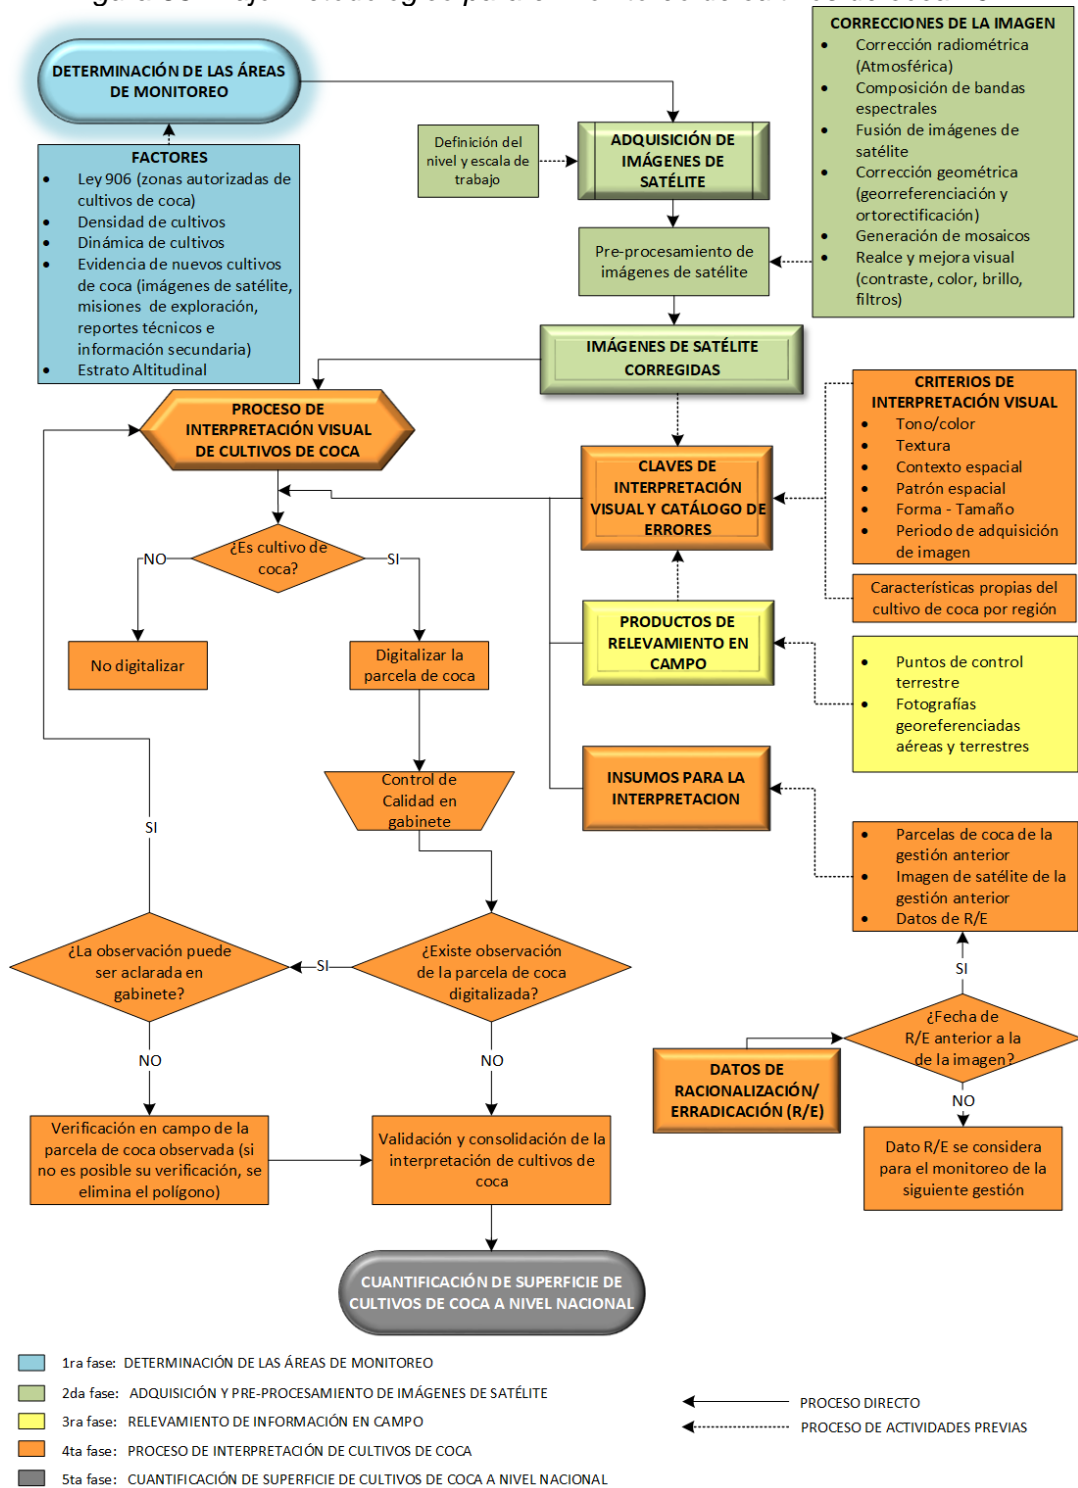 DETERMINACIÓN DE LAS ÁREAS
DE MONITOREO
FACTORES
• Ley 906 (zonas autorizadas de
cultivos de coca)
• Densidad de cultivos
• Dinámica de cultivos
• Evidencia de nuevos cultivos
de coca (imágenes de satélite,
misiones de exploración,
reportes técnicos e
información secundaria)
• Estrato Altitudinal
Definición del
nivel y escala de
trabajo
ADQUISICIÓN DE
IMÁGENES DE
SATÉLITE
Pre-procesamiento de
imágenes de satélite
CORRECCIONES DE LA IMAGEN
• Corrección radiométrica
(Atmosférica)
• Composición de bandas
espectrales
• Fusión de imágenes de
satélite
• Corrección geométrica
(georreferenciación y
ortorectificación)
• Generación de mosaicos
• Realce y mejora visual
(contraste, color, brillo,
filtros)
IMÁGENES DE SATÉLITE
CORREGIDAS
PROCESO DE
INTERPRETACIÓN VISUAL
DE CULTIVOS DE COCA
CLAVES DE
INTERPRETACIÓN
VISUAL Y CATÁLOGO DE
ERRORES
CRITERIOS DE
INTERPRETACIÓN VISUAL
• Tono/color
• Textura
• Contexto espacial
• Patrón espacial
• Forma - Tamaño
• Periodo de adquisición
de imagen
Características propias del
cultivo de coca por región
¿Es cultivo de
coca?
NO
SI
No digitalizar
Digitalizar la
parcela de coca
PRODUCTOS DE
RELEVAMIENTO EN
CAMPO
• Puntos de control
terrestre
• Fotografías
georeferenciadas
aéreas y terrestres
Control de
Calidad en
gabinete
INSUMOS PARA LA
INTERPRETACION
• Parcelas de coca de la
gestión anterior
• Imagen de satélite de la
gestión anterior
• Datos de R/E
SI
¿La observación puede
ser aclarada en
gabinete?
SI
¿Existe observación
de la parcela de coca
digitalizada?
SI
¿Fecha de
R/E anterior a la
de la imagen?
DATOS DE
RACIONALIZACIÓN/
ERRADICACIÓN (R/E)
NO
NO
NO
Verificación en campo de la
parcela de coca observada (si
no es posible su verificación, se
elimina el polígono)
Validación y consolidación de la
interpretación de cultivos de
coca
Dato R/E se considera
para el monitoreo de la
siguiente gestión
CUANTIFICACIÓN DE SUPERFICIE DE
CULTIVOS DE COCA A NIVEL NACIONAL
1ra fase: DETERMINACIÓN DE LAS ÁREAS DE MONITOREO
2da fase: ADQUISICIÓN Y PRE-PROCESAMIENTO DE IMÁGENES DE SATÉLITE
3ra fase: RELEVAMIENTO DE INFORMACIÓN EN CAMPO
4ta fase: PROCESO DE INTERPRETACIÓN DE CULTIVOS DE COCA
5ta fase: CUANTIFICACIÓN DE SUPERFICIE DE CULTIVOS DE COCA A NIVEL NACIONAL
PROCESO DIRECTO
PROCESO DE ACTIVIDADES PREVIAS